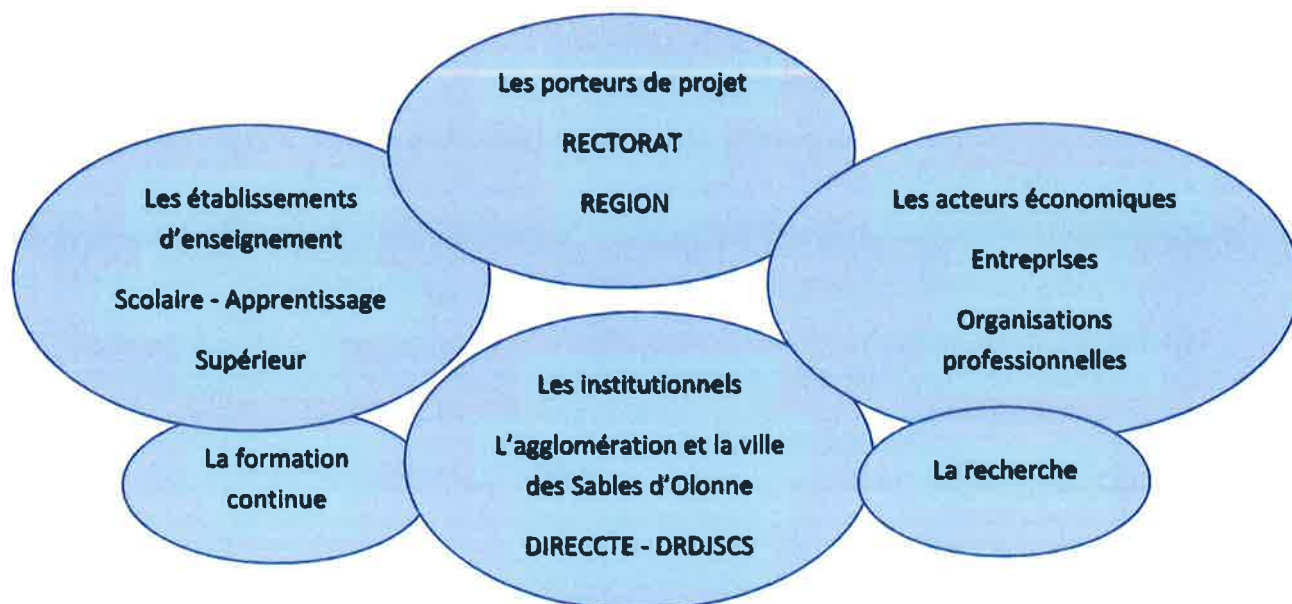 Les porteurs de projet
RECTORAT
REGION
Les établissements
d'enseignement
Scolaire - Apprentissage
Supérieur
Les acteurs économiques
Entreprises
Organisations
professionnelles
Les institutionnels
L'agglomération et la ville
des Sables d'Olonne
DIRECCTE - DRDJSCS
La formation
continue
La recherche